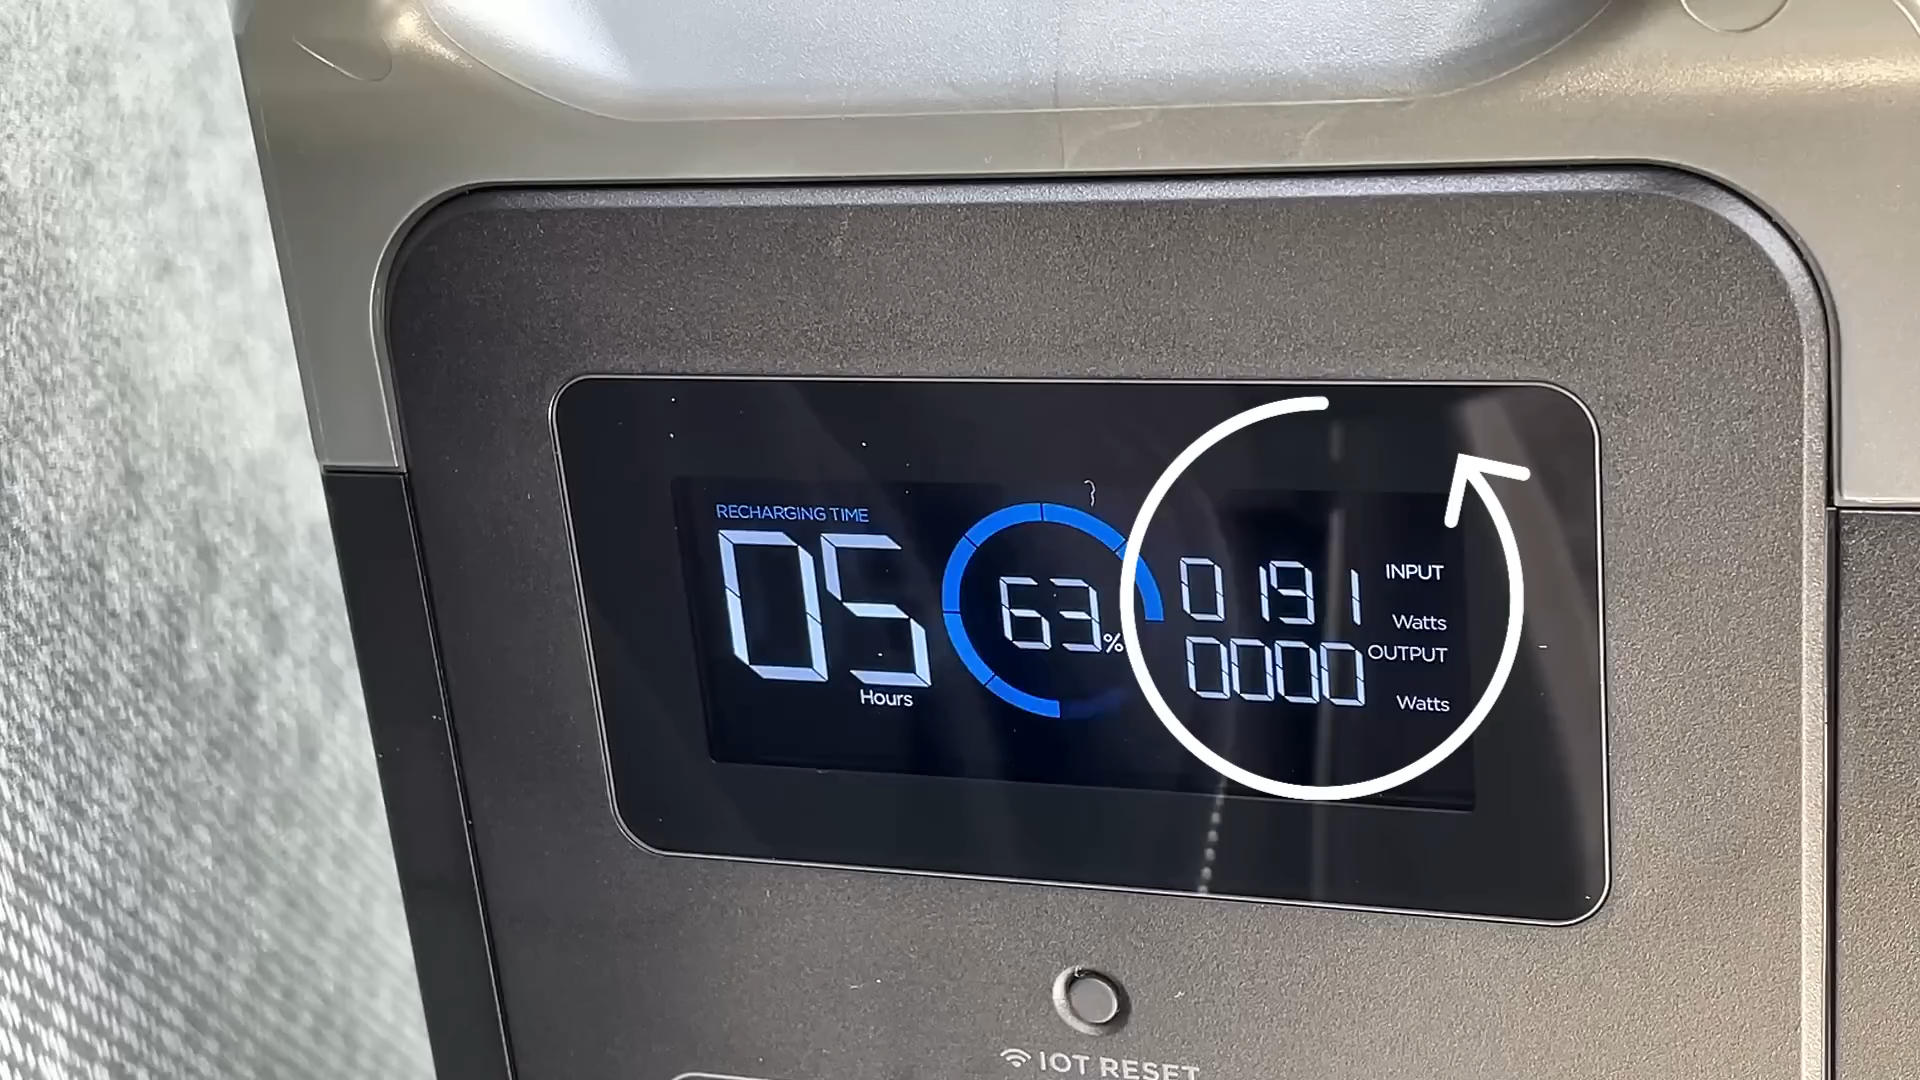 RECHARGING TIME
05
Hours
63%
0191 INPUT
Watts
0000 OUTPUT
Watts
IOT RESET